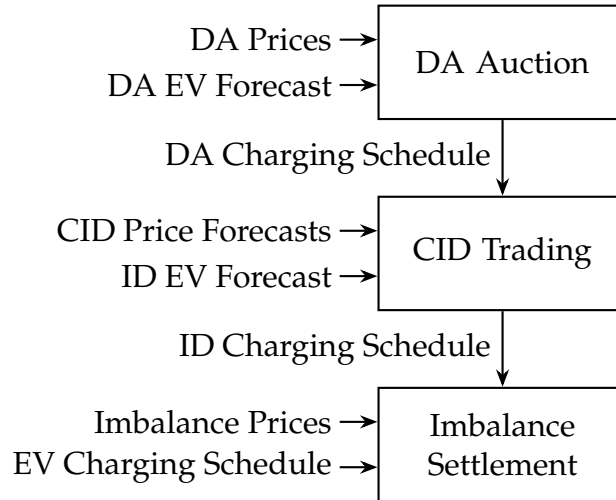 DA Prices
DA EV Forecast
DA Auction
DA Charging Schedule
CID Price Forecasts
ID EV Forecast
CID Trading
ID Charging Schedule
Imbalance Prices
EV Charging Schedule
Imbalance
Settlement